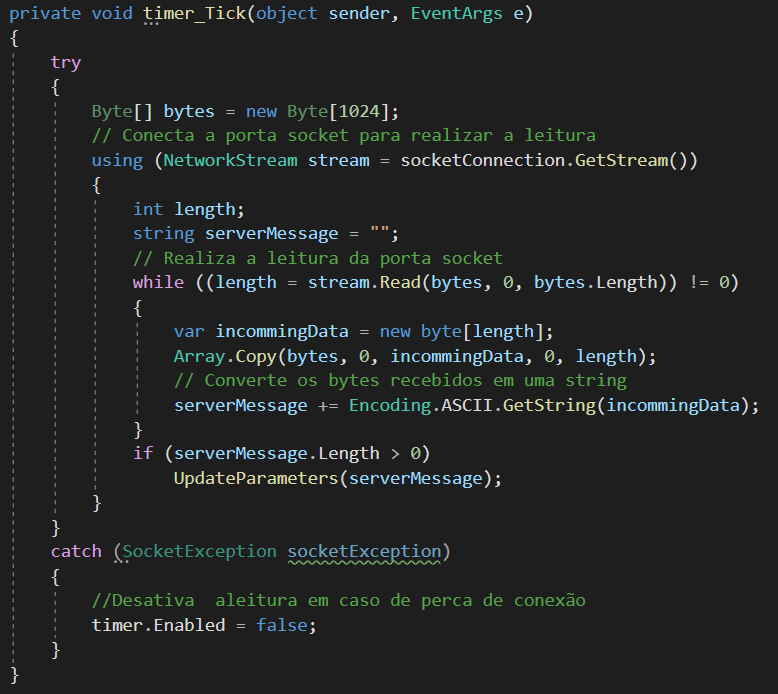 private void timer_Tick(object sender, EventArgs e)
{
try
{
Byte[] bytes = new Byte[1024];
// Conecta a porta socket para realizar a leitura
using (NetworkStream stream = socketConnection.GetStream())
{
int length;
string serverMessage = "";
// Realiza a leitura da porta socket
while ((length = stream.Read(bytes, 0, bytes.Length)) != 0)
{
var incommingData = new byte[length];
Array.Copy(bytes, 0, incommingData, 0, length);
// Converte os bytes recebidos em uma string
serverMessage += Encoding.ASCII.GetString(incommingData);
}
if (serverMessage.Length > 0)
UpdateParameters(serverMessage);
}
}
catch (SocketException socketException)
{
//Desativa  aleitura em caso de perca de conexão
timer.Enabled = false;
}
}